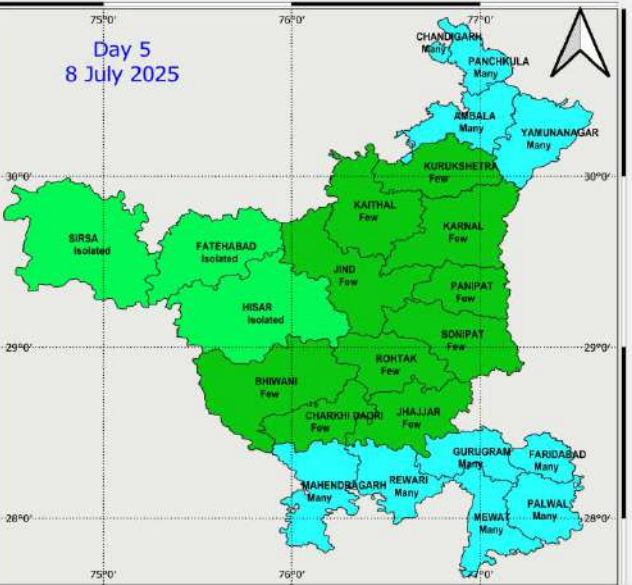 75°0'
76°0'
77°0'
Day 5
8 July 2025
CHANDIGARH
Many
PANCHKULA
Many
AMBALA
Many
YAMUNANAGAR
Many
30°0'
30°0'
KURUKSHETRA
Few
KAITHAL
Few
KARNAL
Few
SIRSA
Isolated
FATEHABAD
Isolated
JIND
Few
PANIPAT
Few
HISAR
Isolated
SONIPAT
Few
29°0'
29°0'
ROHTAK
Few
BHIWANI
Few
CHARKHI DADRI
Few
JHAJJAR
Few
GURUGRAM
Many
FARIDABAD
Many
MAHENDRAGARH
Many
REWARI
Many
PALWAL
Many
MEWAT
Many
28°0'
28°0'
75°0'
76°0'
77°0'